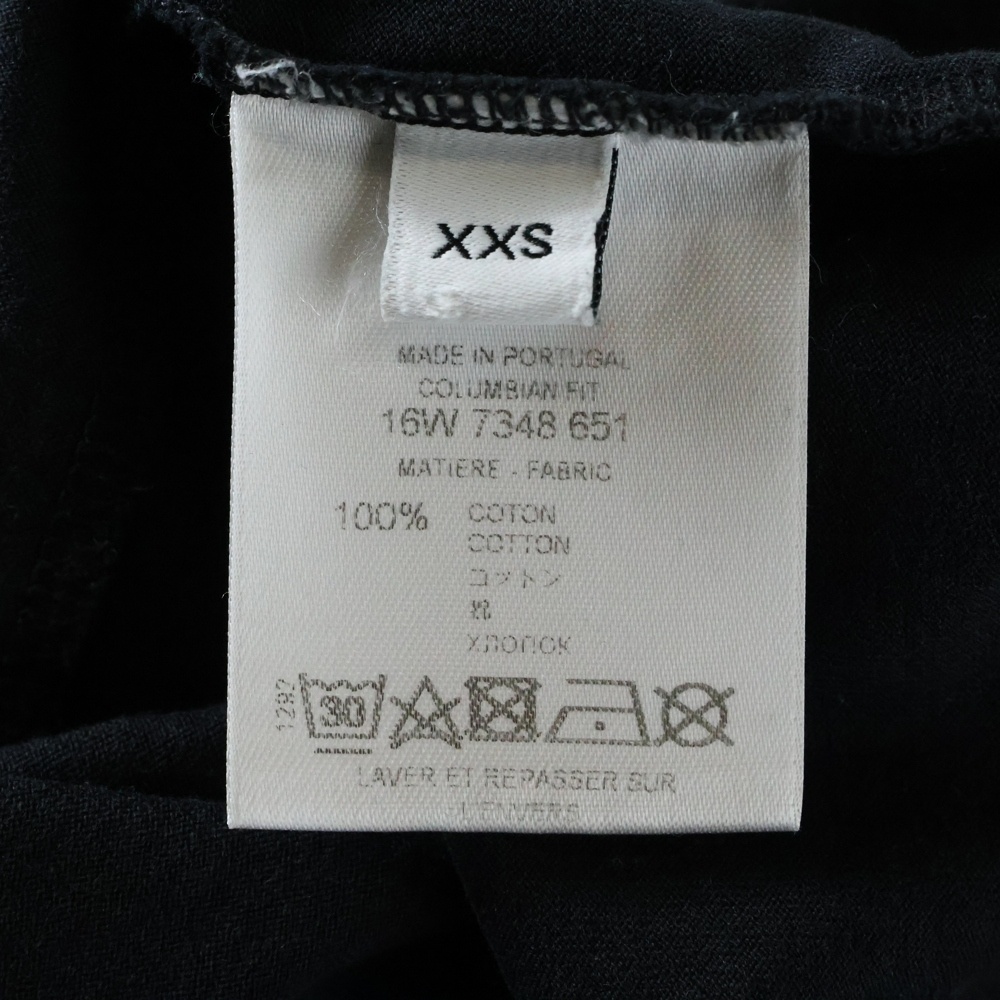 XXS
MADE IN PORTUGAL
COLUMBIAN FIT
16W 7348 651
MATIERE - FABRIC
100% COTON
COTTON
コットン
棉
ХЛОПОК
1292
30
LAVER ET REPASSER SUR
L'ENVERS